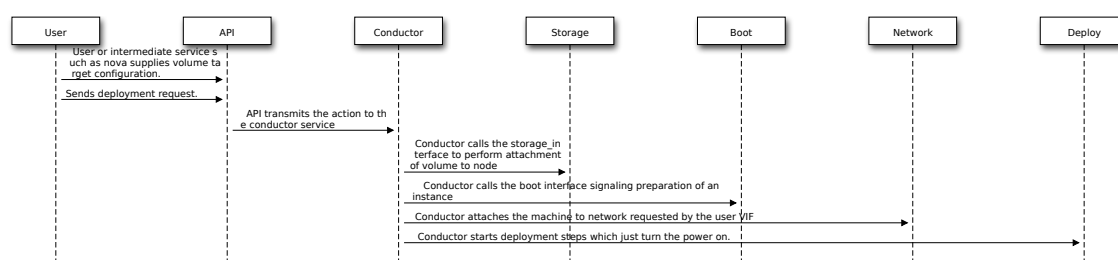 User
API
Conductor
Storage
Boot
Network
Deploy
User or intermediate service s
uch as nova supplies volume ta
rget configuration.
Sends deployment request.
API transmits the action to th
e conductor service
Conductor calls the storage_in
terface to perform attachment
of volume to node
Conductor calls the boot interface signaling preparation of an
instance
Conductor attaches the machine to network requested by the user VIF
Conductor starts deployment steps which just turn the power on.